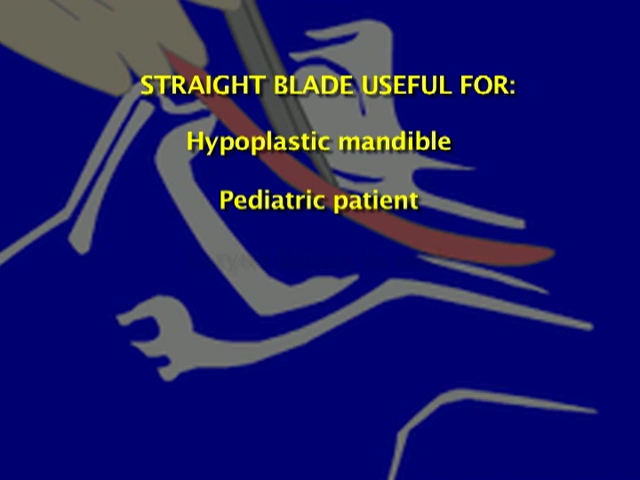 STRAIGHT BLADE USEFUL FOR:
Hypoplastic mandible
Pediatric patient